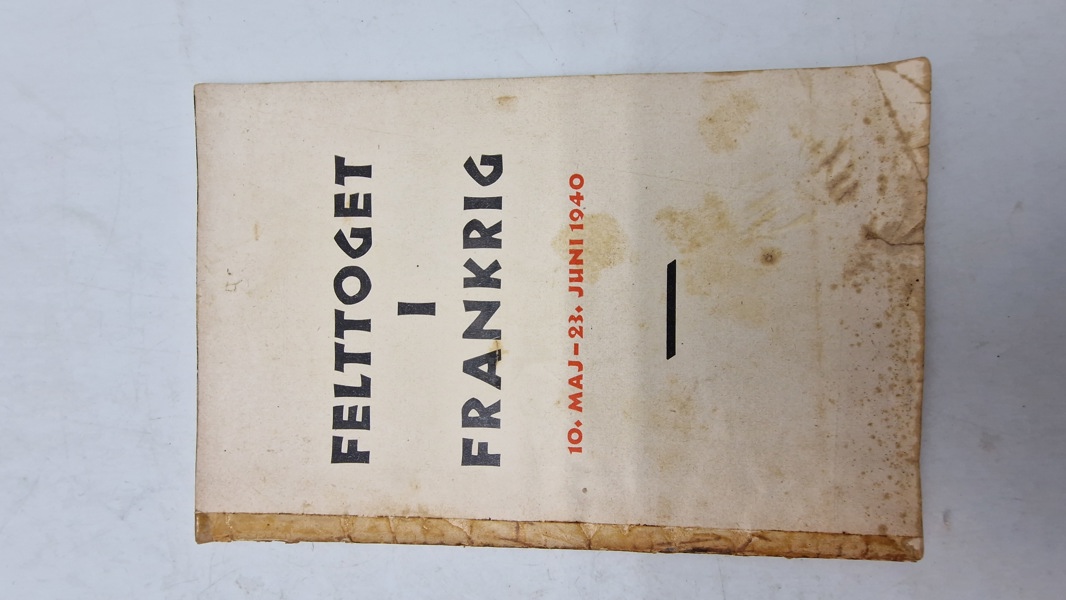 FELTTOGET
I
FRANKRIG
10. MAJ – 23. JUNI 1940